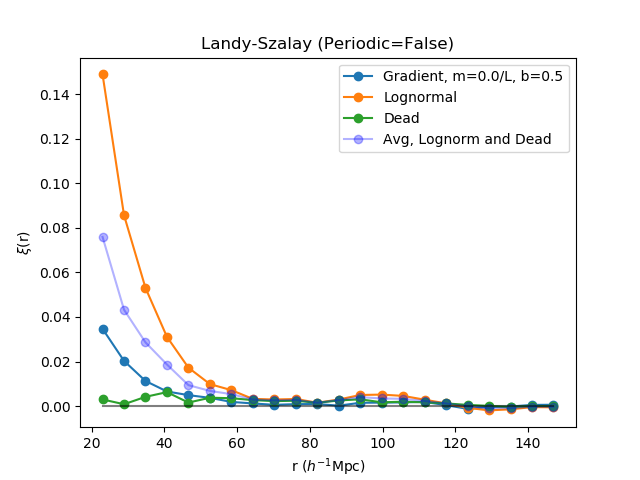 Landy-Szalay (Periodic=False)
Gradient, m=0.0/L, b=0.5
Lognormal
Dead
Avg, Lognorm and Dead
ξ(r)
0.14
0.12
0.10
0.08
0.06
0.04
0.02
0.00
20 40 60 80 100 120 140
r (h⁻¹Mpc)